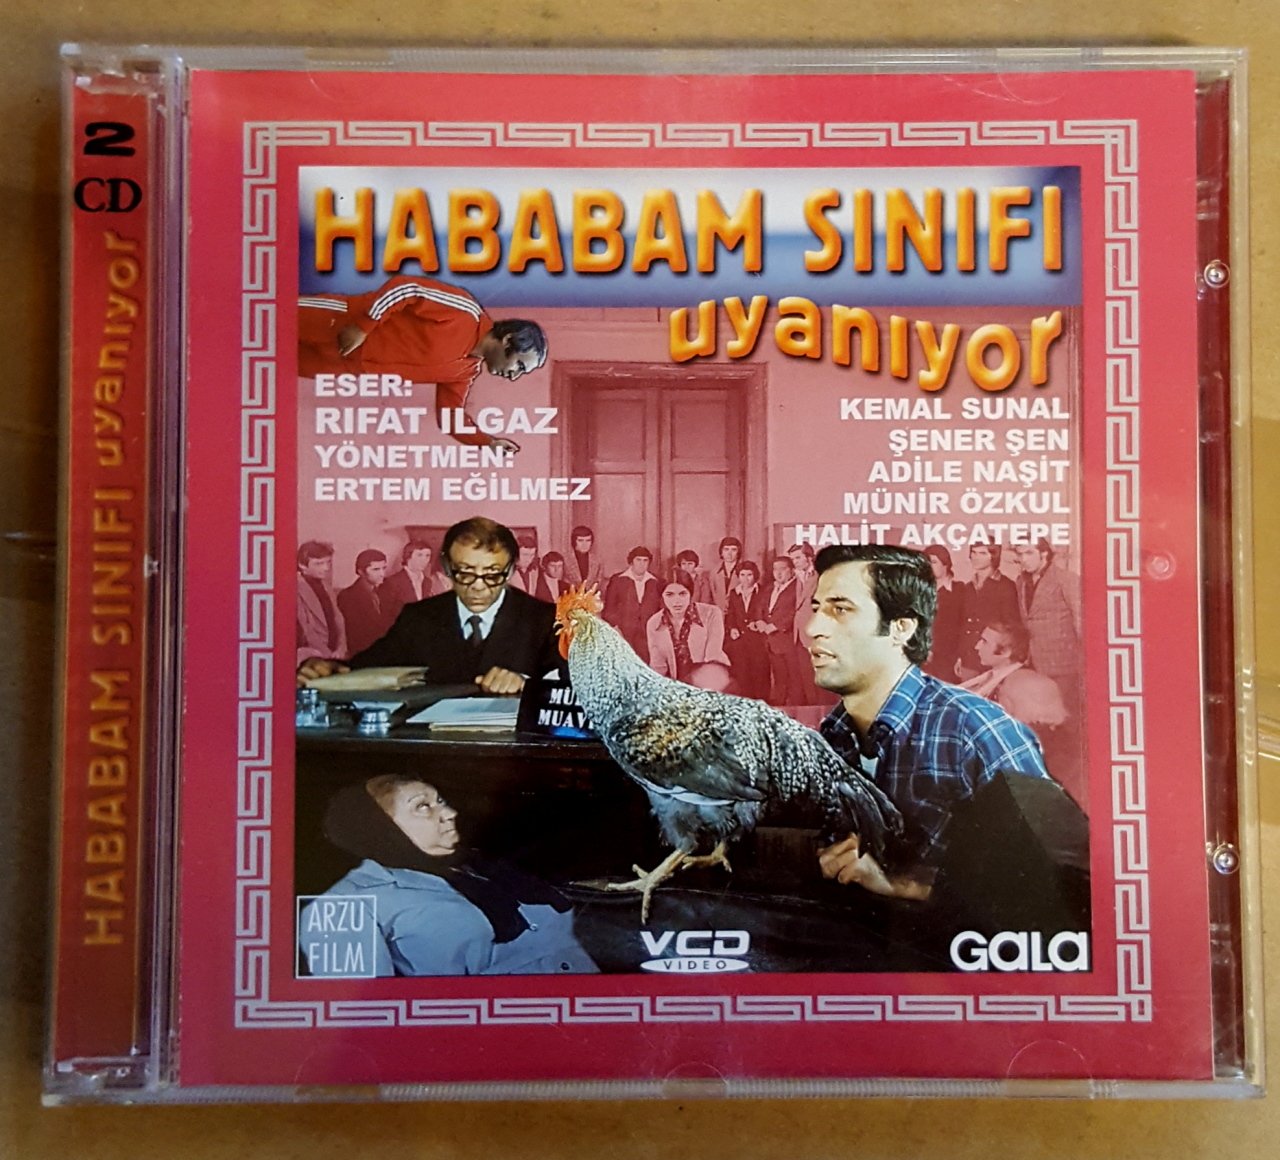 2
CD
HABABAM SINIFI uyanıyor
HABABAM SINIFI
uyanıyor
ESER:
RIFAT ILGAZ
YÖNETMEN:
ERTEM EĞİLMEZ
KEMAL SUNAL
ŞENER ŞEN
ADİLE NAŞİT
MÜNİR ÖZKUL
HALİT AKÇATEPE
ARZU
FİLM
VCD
VIDEO
GALA